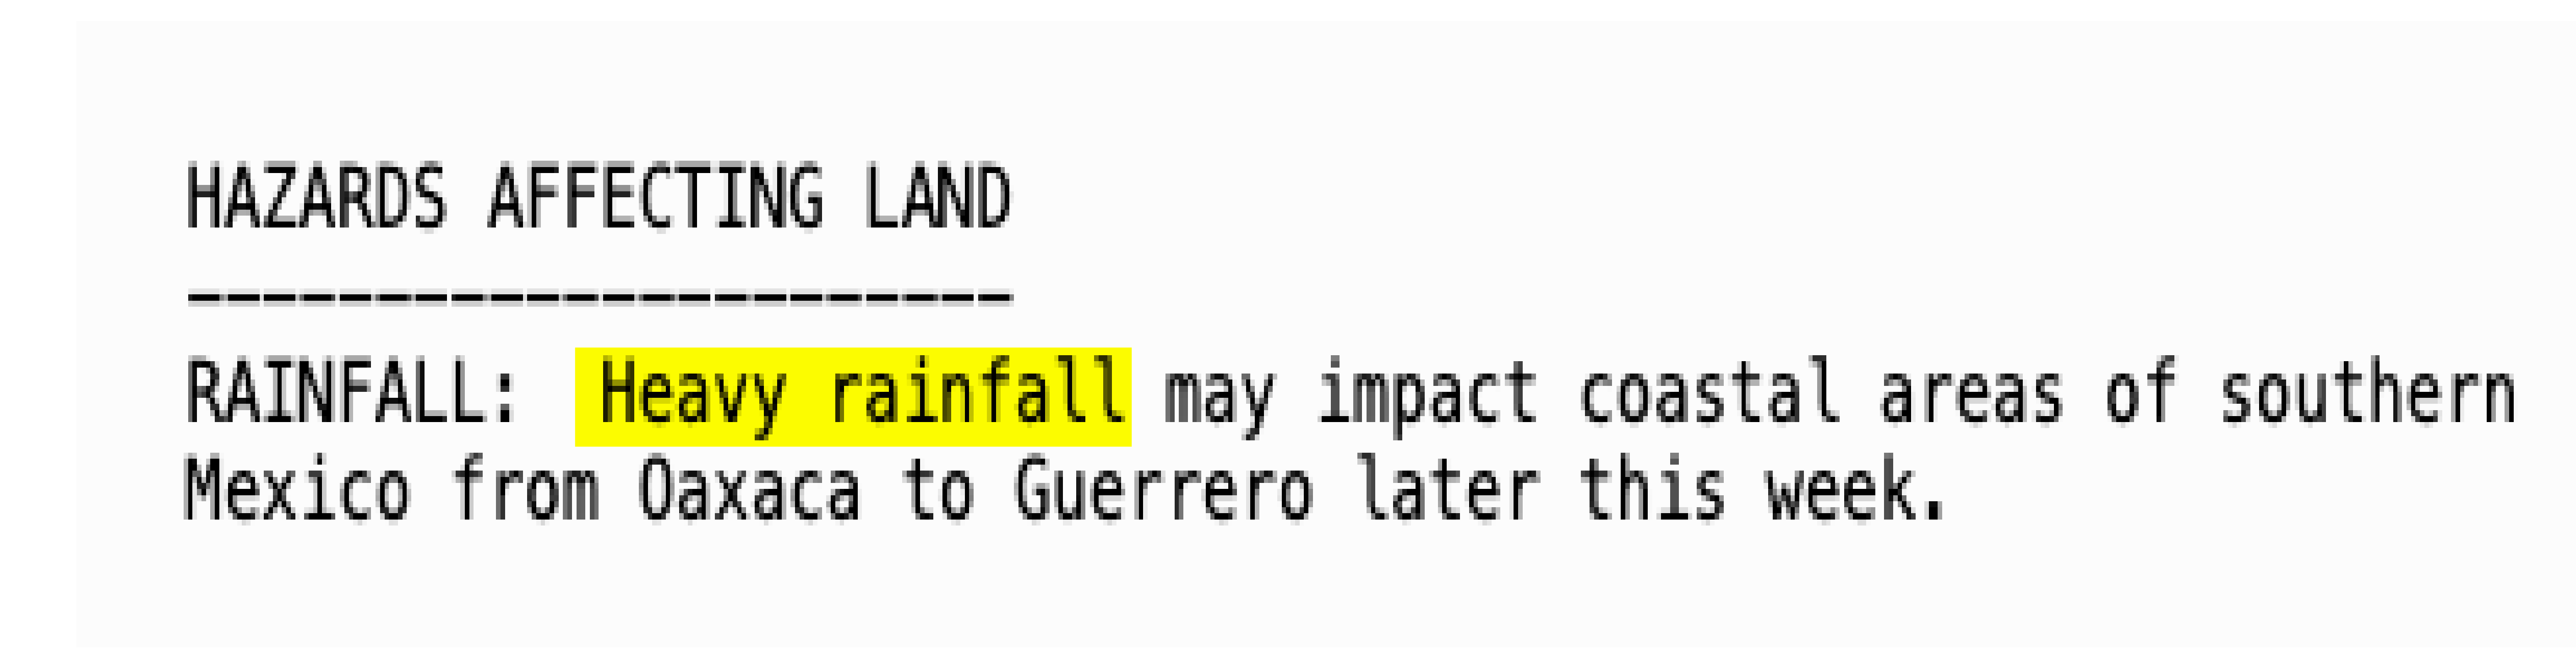 HAZARDS AFFECTING LAND
----------------------
RAINFALL:  Heavy rainfall may impact coastal areas of southern
Mexico from Oaxaca to Guerrero later this week.